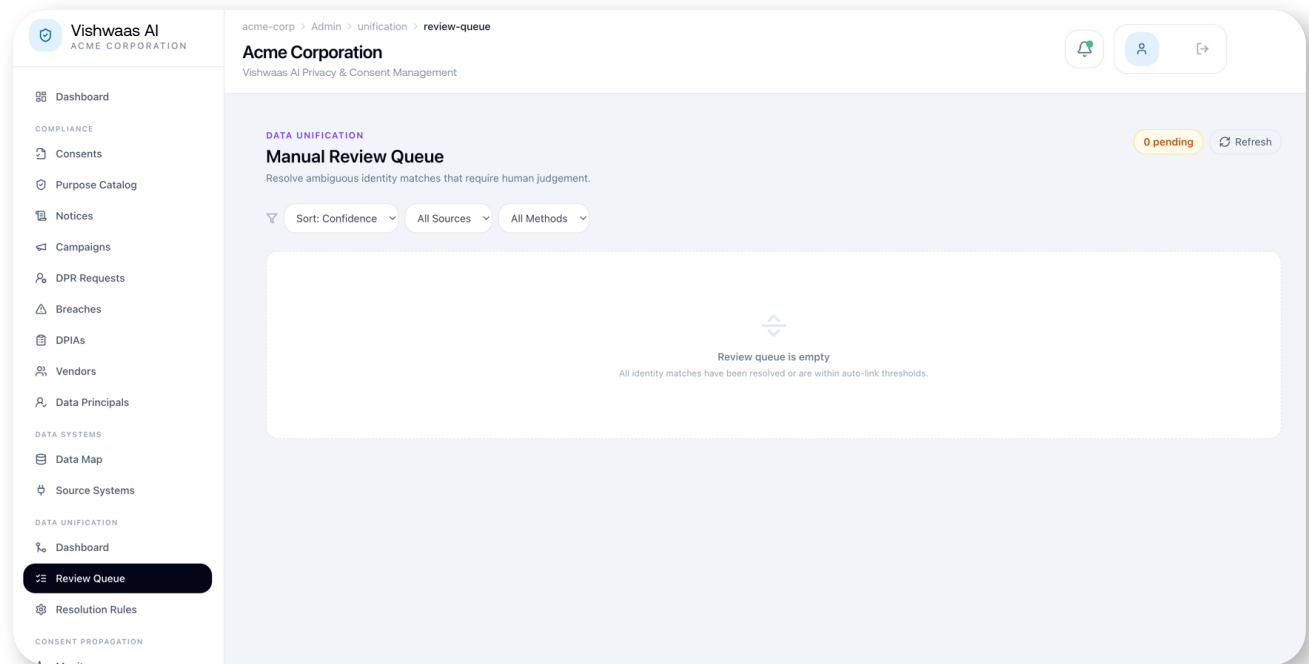 Vishwaas AI
ACME CORPORATION
Dashboard
COMPLIANCE
Consents
Purpose Catalog
Notices
Campaigns
DPR Requests
Breaches
DPIAs
Vendors
Data Principals
DATA SYSTEMS
Data Map
Source Systems
DATA UNIFICATION
Dashboard
Review Queue
Resolution Rules
CONSENT PROPAGATION
acme-corp > Admin > unification > review-queue
Acme Corporation
Vishwaas AI Privacy & Consent Management
DATA UNIFICATION
Manual Review Queue
Resolve ambiguous identity matches that require human judgement.
0 pending
Refresh
Sort: Confidence
All Sources
All Methods
Review queue is empty
All identity matches have been resolved or are within auto-link thresholds.